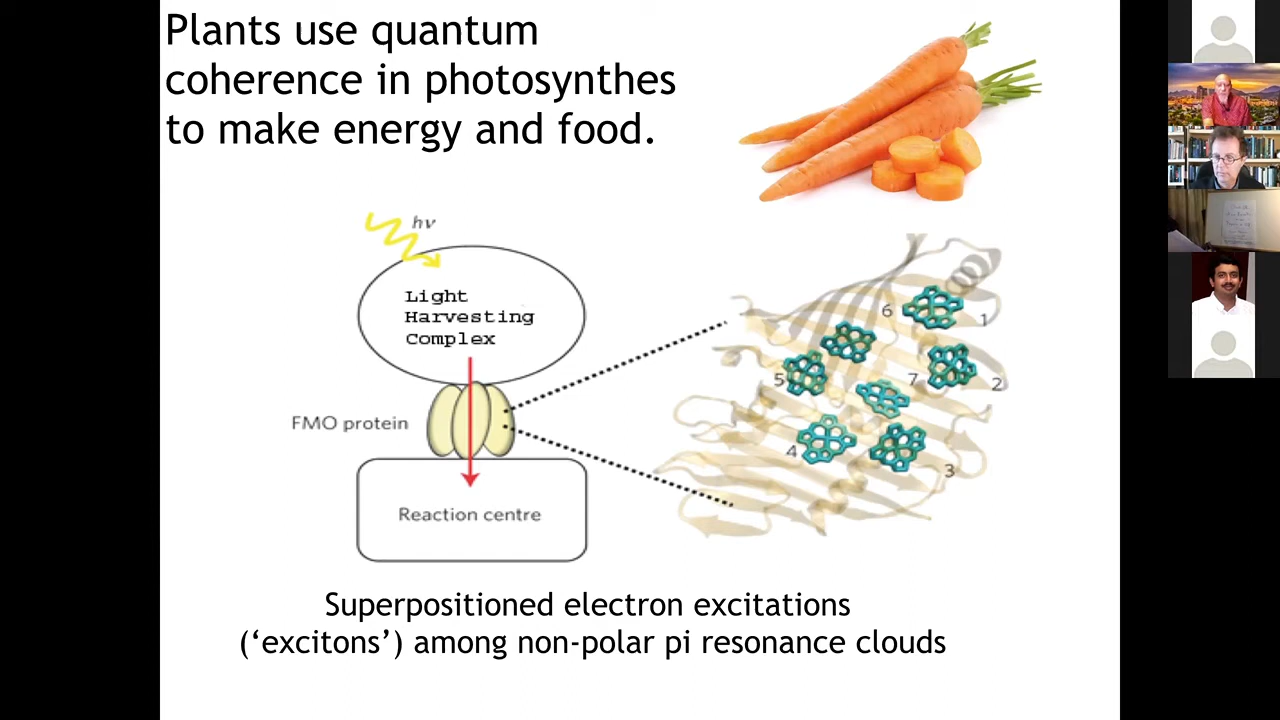 Plants use quantum
coherence in photosynthes
to make energy and food.
hν
Light
Harvesting
Complex
FMO protein
Reaction centre
6
1
5
7
2
4
3
Superpositioned electron excitations
(‘excitons’) among non-polar pi resonance clouds